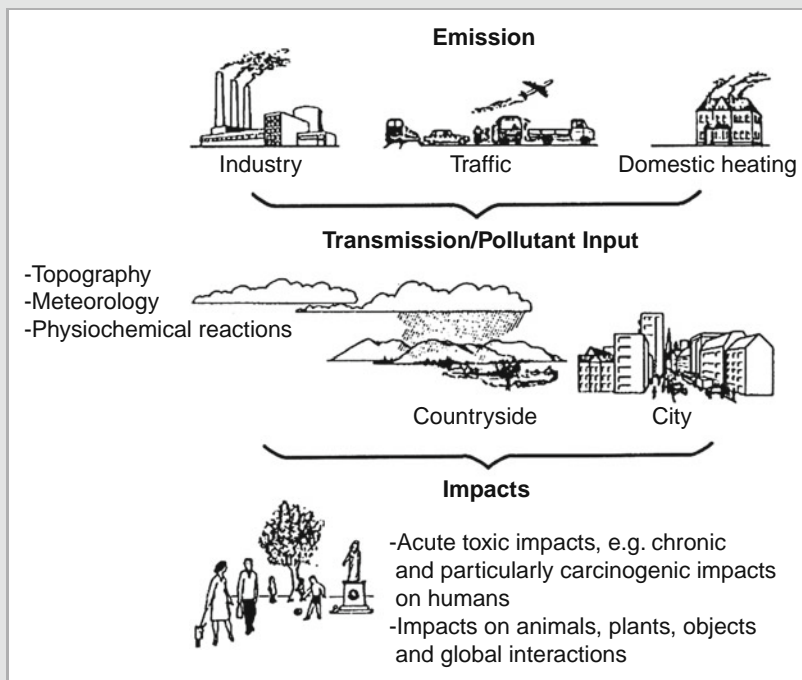 Emission
Industry
Traffic
Domestic heating
Transmission/Pollutant Input
-Topography
-Meteorology
-Physiochemical reactions
Countryside
City
Impacts
-Acute toxic impacts, e.g. chronic
and particularly carcinogenic impacts
on humans
-Impacts on animals, plants, objects
and global interactions